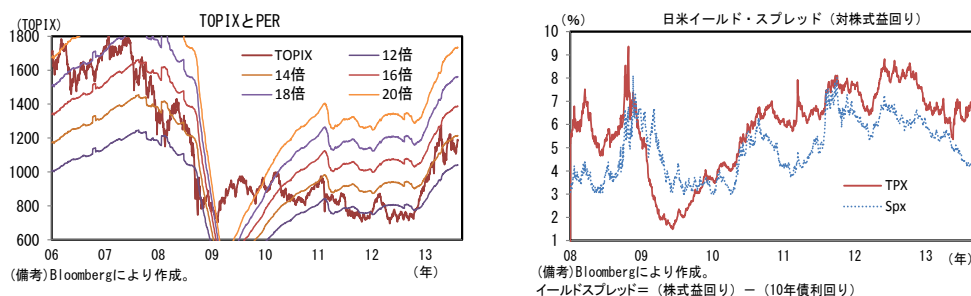 TOPIXとPER
(TOPIX)
1800
1600
1400
1200
1000
800
600
TOPIX
12倍
14倍
16倍
18倍
20倍
06 07 08 09 10 11 12 13
(年)
(備考)Bloombergにより作成。
日米イールド・スプレッド（対株式益回り）
(％)
10
9
8
7
6
5
4
3
2
1
TPX
Spx
08 09 10 11 12 13
(年)
(備考)Bloombergにより作成。
イールドスプレッド＝（株式益回り）－（10年債利回り）